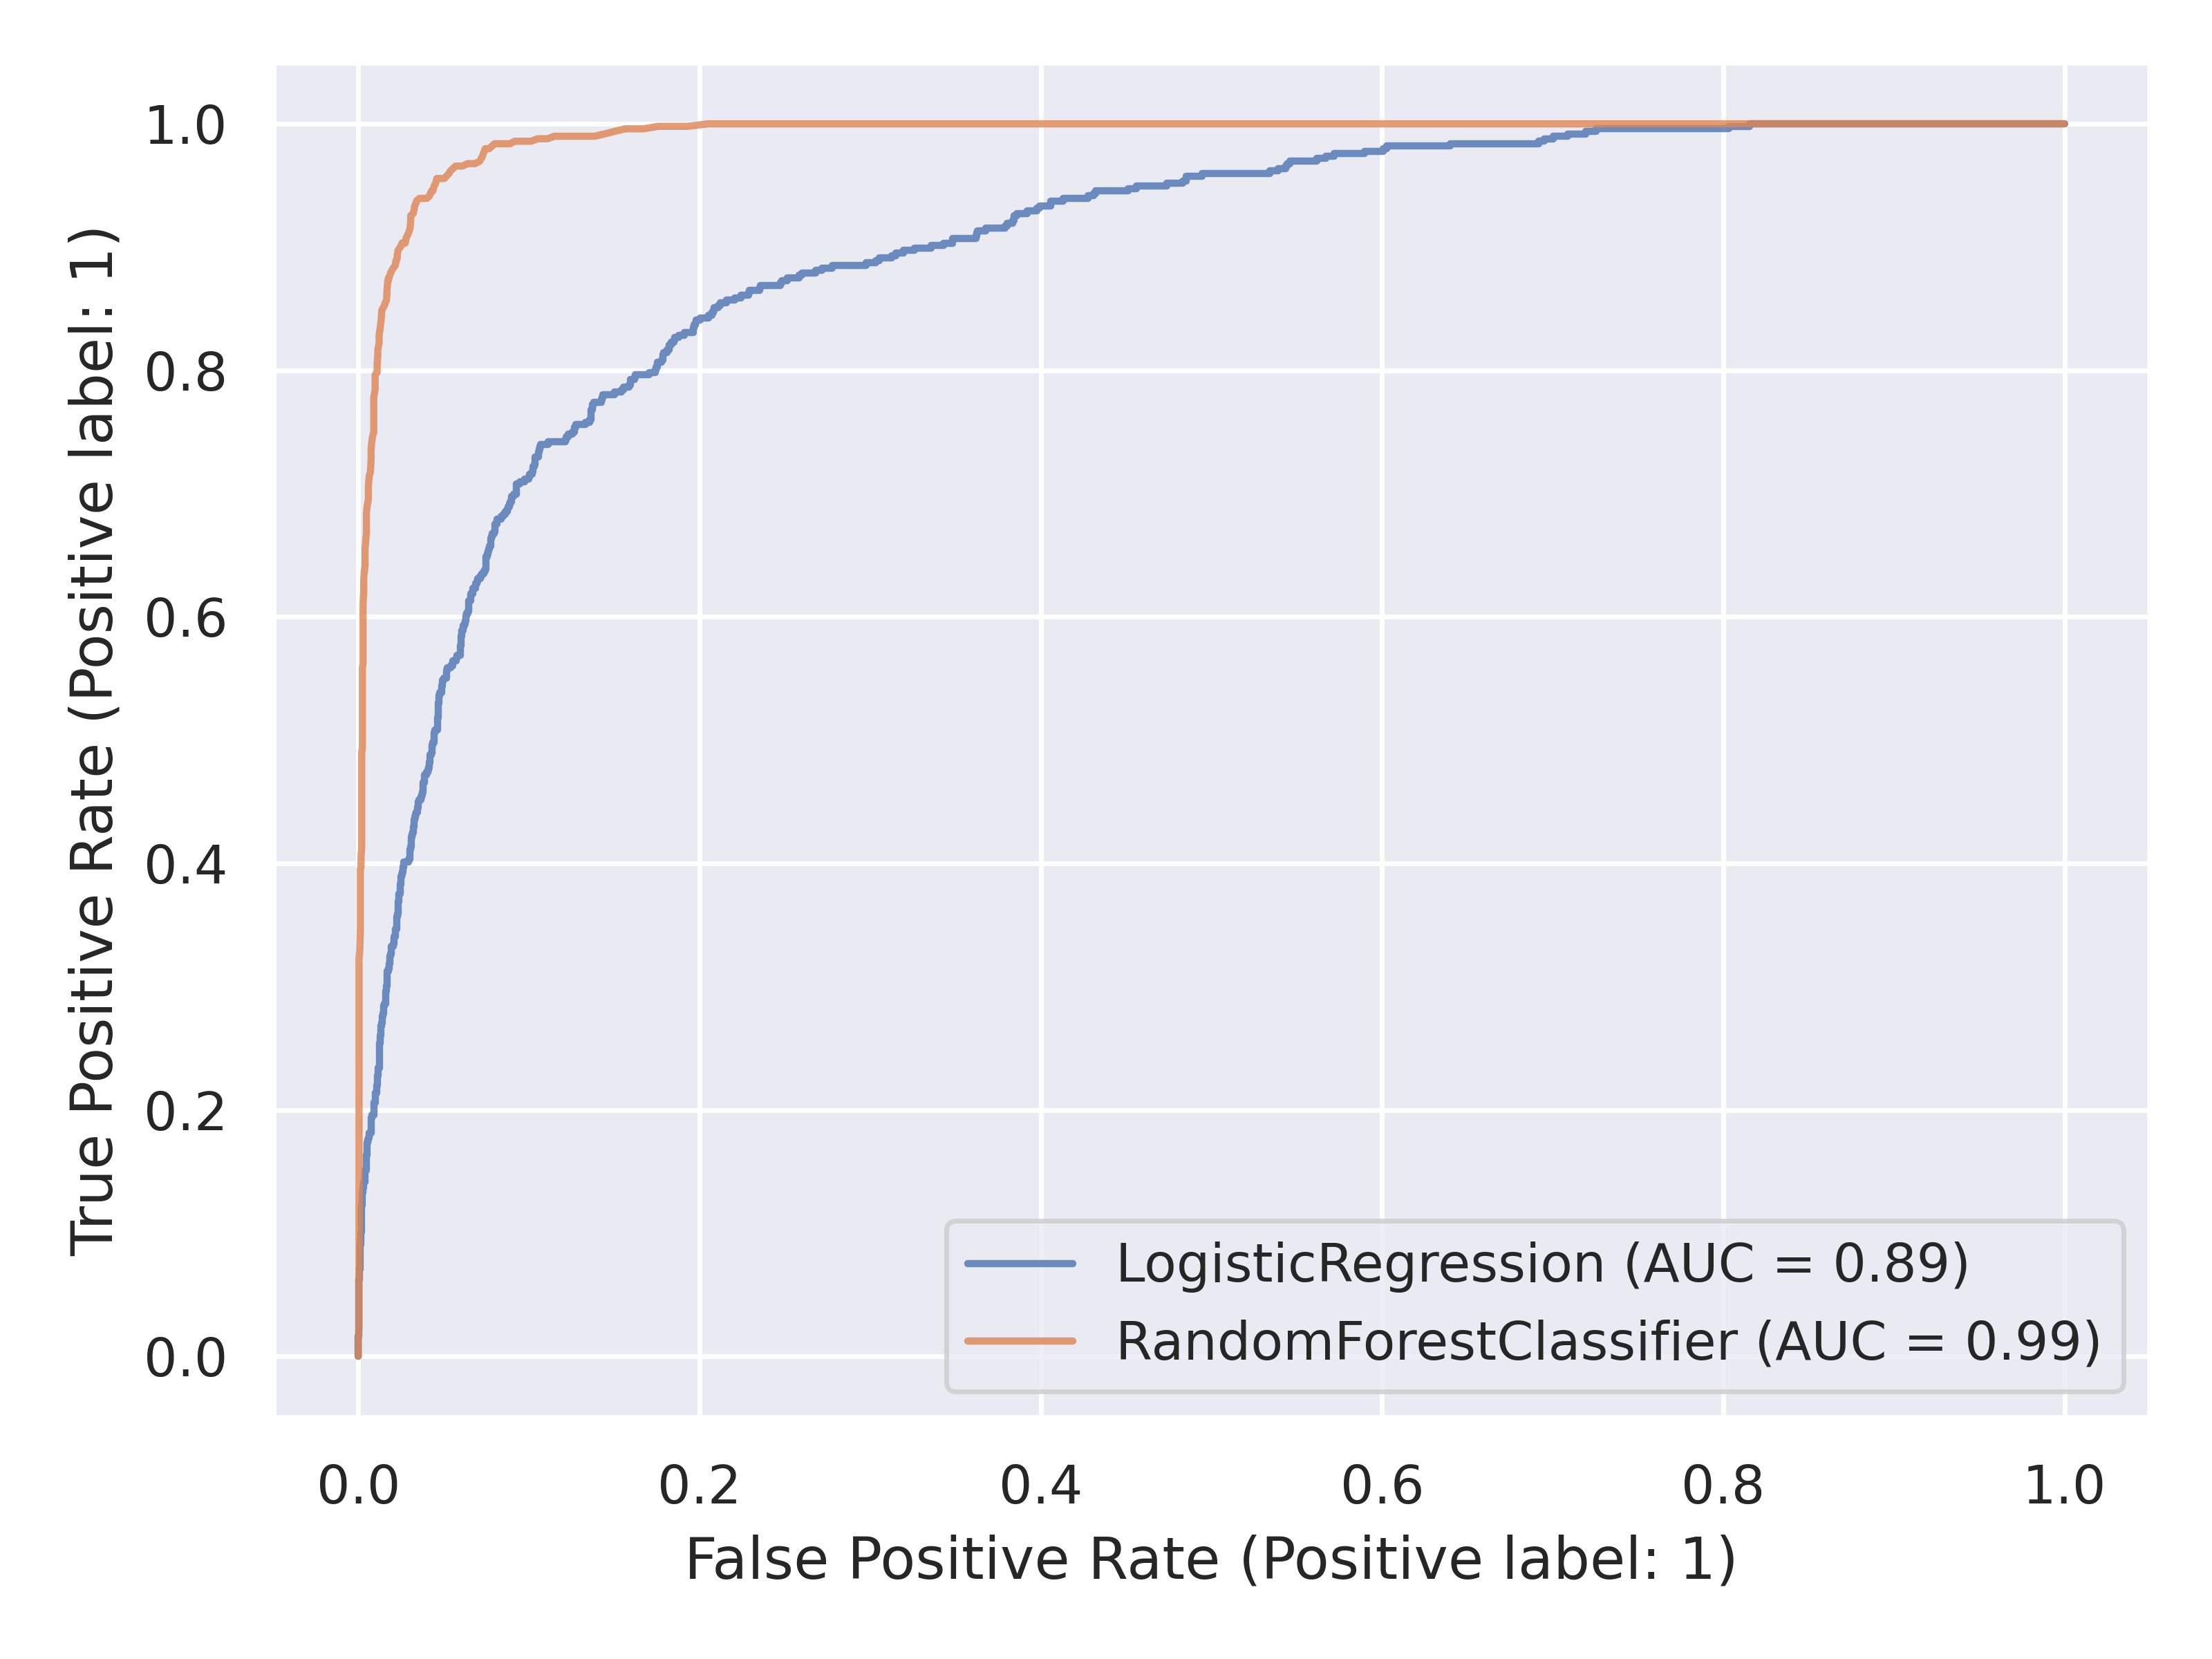 True Positive Rate (Positive label: 1)
1.0
0.8
0.6
0.4
0.2
0.0
LogisticRegression (AUC = 0.89)
RandomForestClassifier (AUC = 0.99)
0.0 0.2 0.4 0.6 0.8 1.0
False Positive Rate (Positive label: 1)